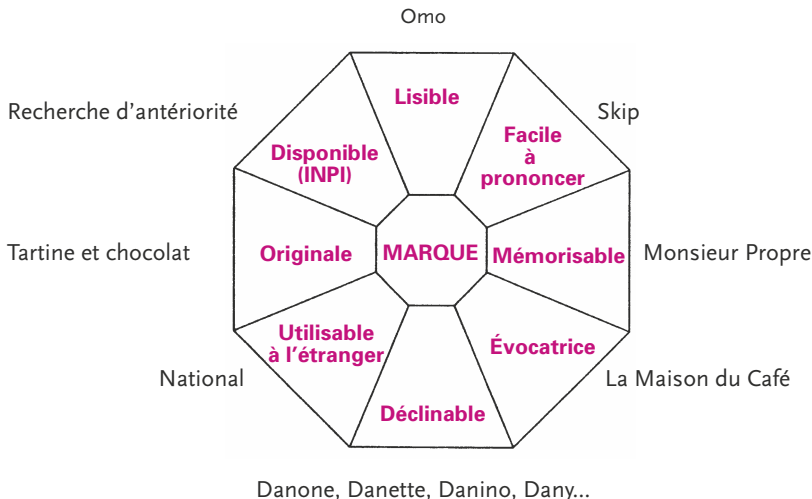 Omo
Recherche d'antériorité
Lisible
Skip
Disponible
(INPI)
Facile
à
prononcer
Tartine et chocolat
Originale
MARQUE
Mémorisable
Monsieur Propre
Utilisable
à l'étranger
Évocatrice
National
La Maison du Café
Déclinable
Danone, Danette, Danino, Dany...